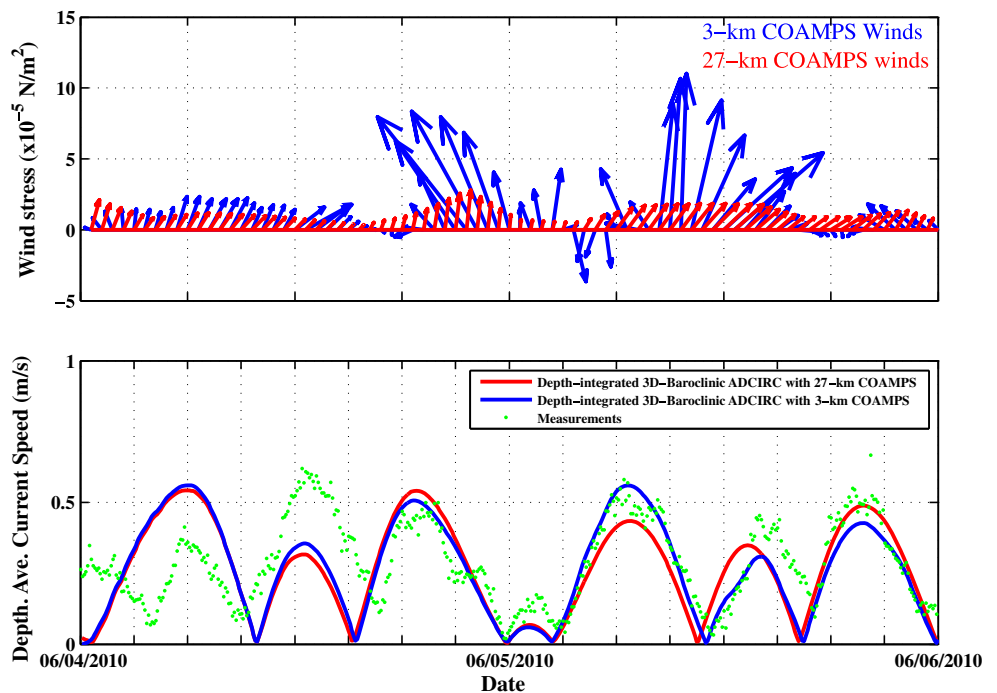 15
10
5
0
−5
Wind stress (x10⁻⁵ N/m²)
3−km COAMPS Winds
27−km COAMPS winds
1
0.5
0
Depth. Ave. Current Speed (m/s)
Depth−integrated 3D−Baroclinic ADCIRC with 27−km COAMPS
Depth−integrated 3D−Baroclinic ADCIRC with 3−km COAMPS
Measurements
06/04/2010
06/05/2010
06/06/2010
Date